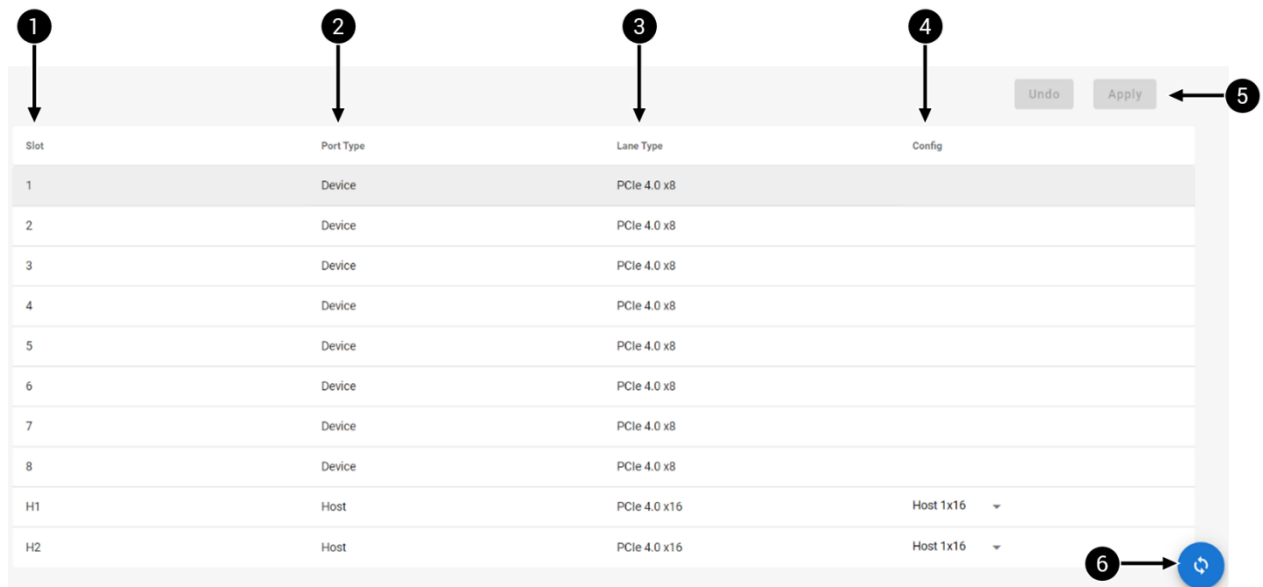 1 2 3 4
Undo Apply 5
Slot Port Type Lane Type Config
1 Device PCIe 4.0 x8
2 Device PCIe 4.0 x8
3 Device PCIe 4.0 x8
4 Device PCIe 4.0 x8
5 Device PCIe 4.0 x8
6 Device PCIe 4.0 x8
7 Device PCIe 4.0 x8
8 Device PCIe 4.0 x8
H1 Host PCIe 4.0 x16 Host 1x16
H2 Host PCIe 4.0 x16 Host 1x16
6